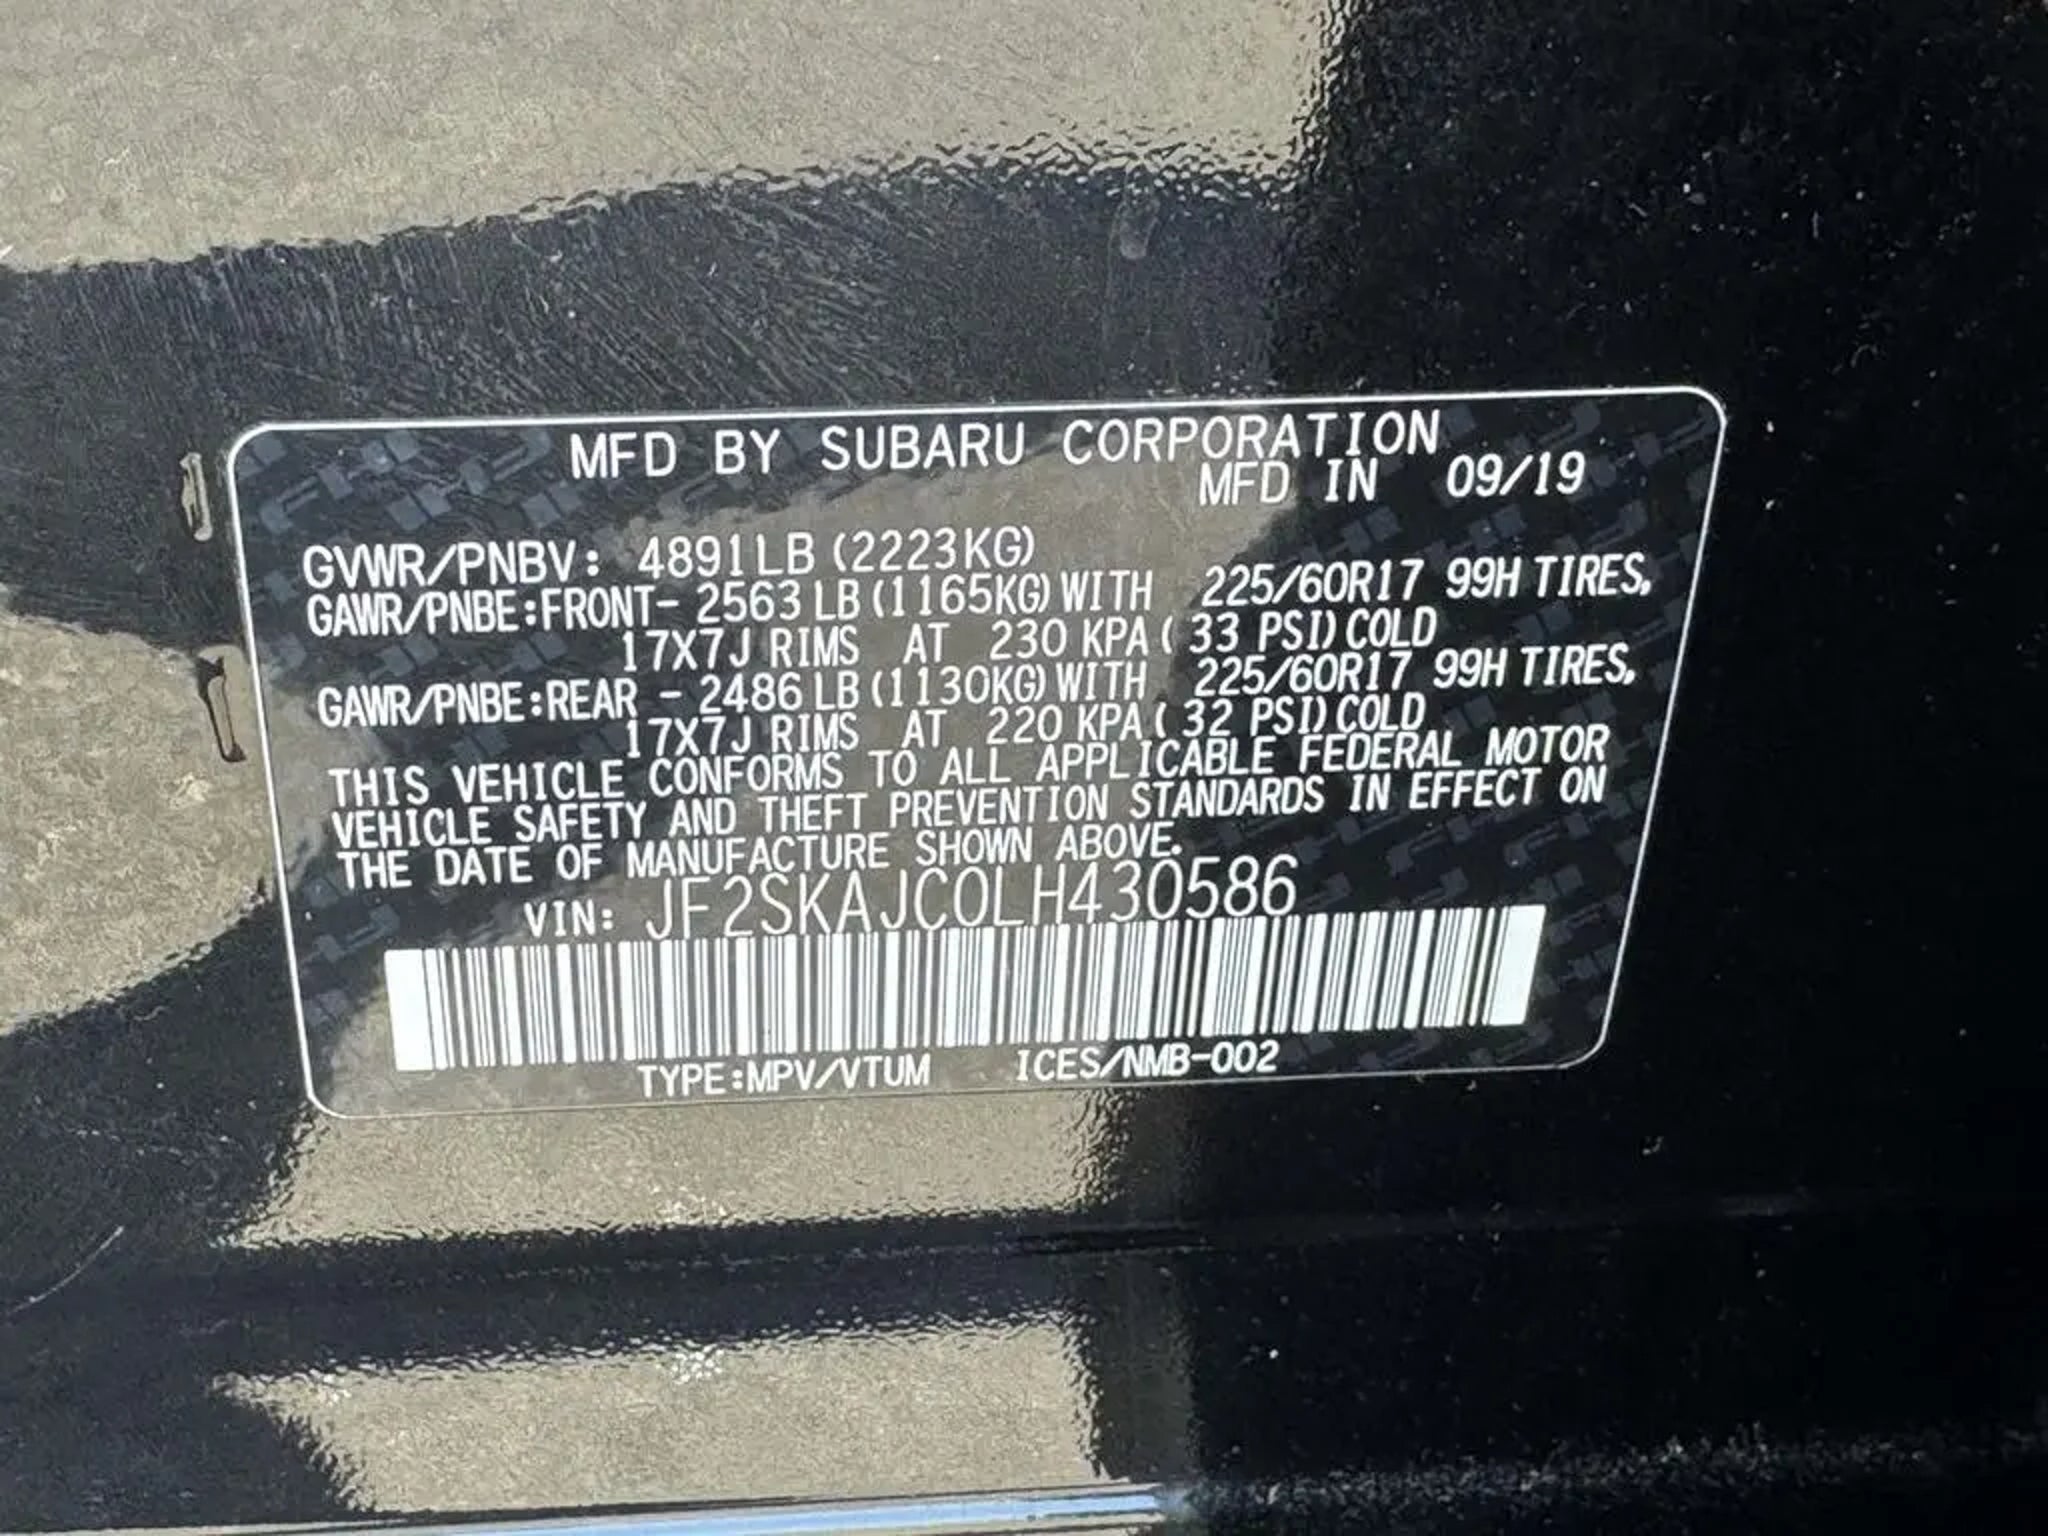 MFD BY SUBARU CORPORATION
MFD IN 09/19
GVWR/PNBV: 4891LB (2223KG)
GAWR/PNBE:FRONT- 2563LB (1165KG) WITH 225/60R17 99H TIRES,
17X7J RIMS AT 230 KPA ( 33 PSI) COLD
GAWR/PNBE:REAR - 2486LB (1130KG) WITH 225/60R17 99H TIRES,
17X7J RIMS AT 220 KPA ( 32 PSI) COLD
THIS VEHICLE CONFORMS TO ALL APPLICABLE FEDERAL MOTOR
VEHICLE SAFETY AND THEFT PREVENTION STANDARDS IN EFFECT ON
THE DATE OF MANUFACTURE SHOWN ABOVE.
VIN: JF2SKAJC0LH430586
TYPE:MPV/VTUM ICES/NMB-002